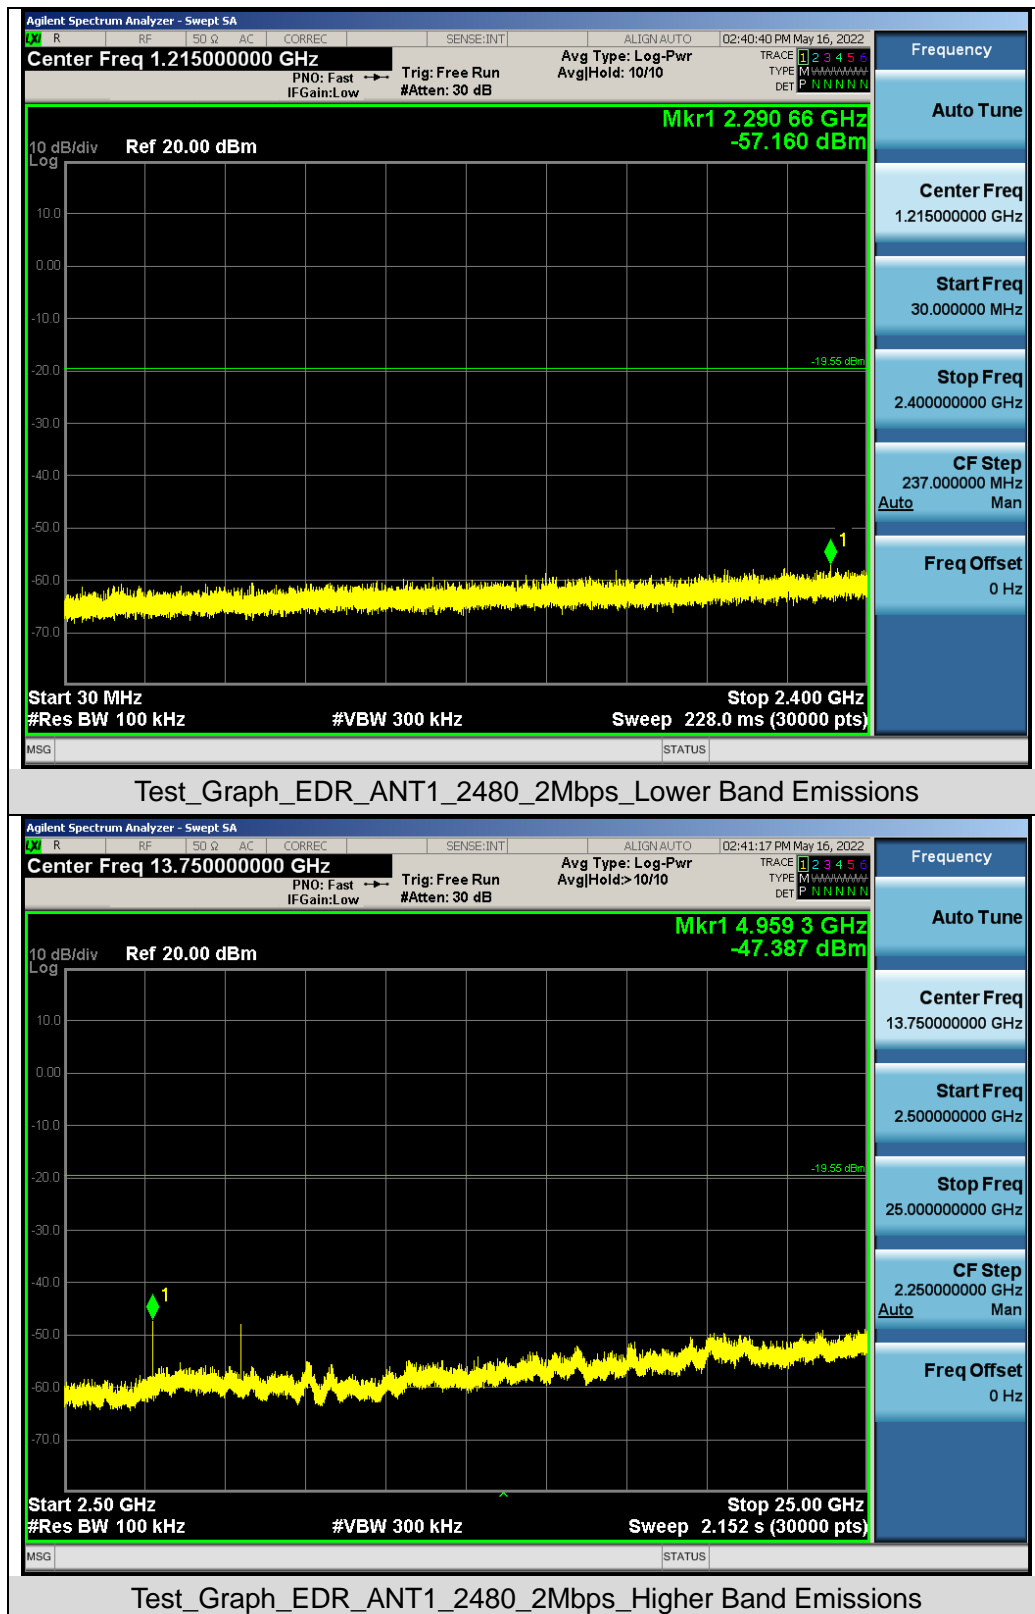 Agilent Spectrum Analyzer - Swept SA
LXI R RF 50 Ω AC CORREC SENSE:INT ALIGN AUTO 02:40:40 PM May 16, 2022
Center Freq 1.215000000 GHz
PNO: Fast
IFGain:Low
Trig: Free Run
#Atten: 30 dB
Avg Type: Log-Pwr
Avg|Hold: 10/10
TRACE 1 2 3 4 5 6
TYPE M
DET P N N N N N
Frequency
Mkr1 2.290 66 GHz
-57.160 dBm
10 dB/div Ref 20.00 dBm
Log
10.0
0.00
-10.0
-19.55 dBm
-20.0
-30.0
-40.0
-50.0
1
-60.0
-70.0
Start 30 MHz Stop 2.400 GHz
#Res BW 100 kHz #VBW 300 kHz Sweep 228.0 ms (30000 pts)
MSG STATUS
Auto Tune
Center Freq
1.215000000 GHz
Start Freq
30.000000 MHz
Stop Freq
2.400000000 GHz
CF Step
237.000000 MHz
Auto Man
Freq Offset
0 Hz
Test_Graph_EDR_ANT1_2480_2Mbps_Lower Band Emissions
Agilent Spectrum Analyzer - Swept SA
LXI R RF 50 Ω AC CORREC SENSE:INT ALIGN AUTO 02:41:17 PM May 16, 2022
Center Freq 13.750000000 GHz
PNO: Fast
IFGain:Low
Trig: Free Run
#Atten: 30 dB
Avg Type: Log-Pwr
Avg|Hold:>10/10
TRACE 1 2 3 4 5 6
TYPE M
DET P N N N N N
Frequency
Mkr1 4.959 3 GHz
-47.387 dBm
10 dB/div Ref 20.00 dBm
Log
10.0
0.00
-10.0
-19.55 dBm
-20.0
-30.0
-40.0
1
-50.0
-60.0
-70.0
Start 2.50 GHz Stop 25.00 GHz
#Res BW 100 kHz #VBW 300 kHz Sweep 2.152 s (30000 pts)
MSG STATUS
Auto Tune
Center Freq
13.750000000 GHz
Start Freq
2.500000000 GHz
Stop Freq
25.000000000 GHz
CF Step
2.250000000 GHz
Auto Man
Freq Offset
0 Hz
Test_Graph_EDR_ANT1_2480_2Mbps_Higher Band Emissions